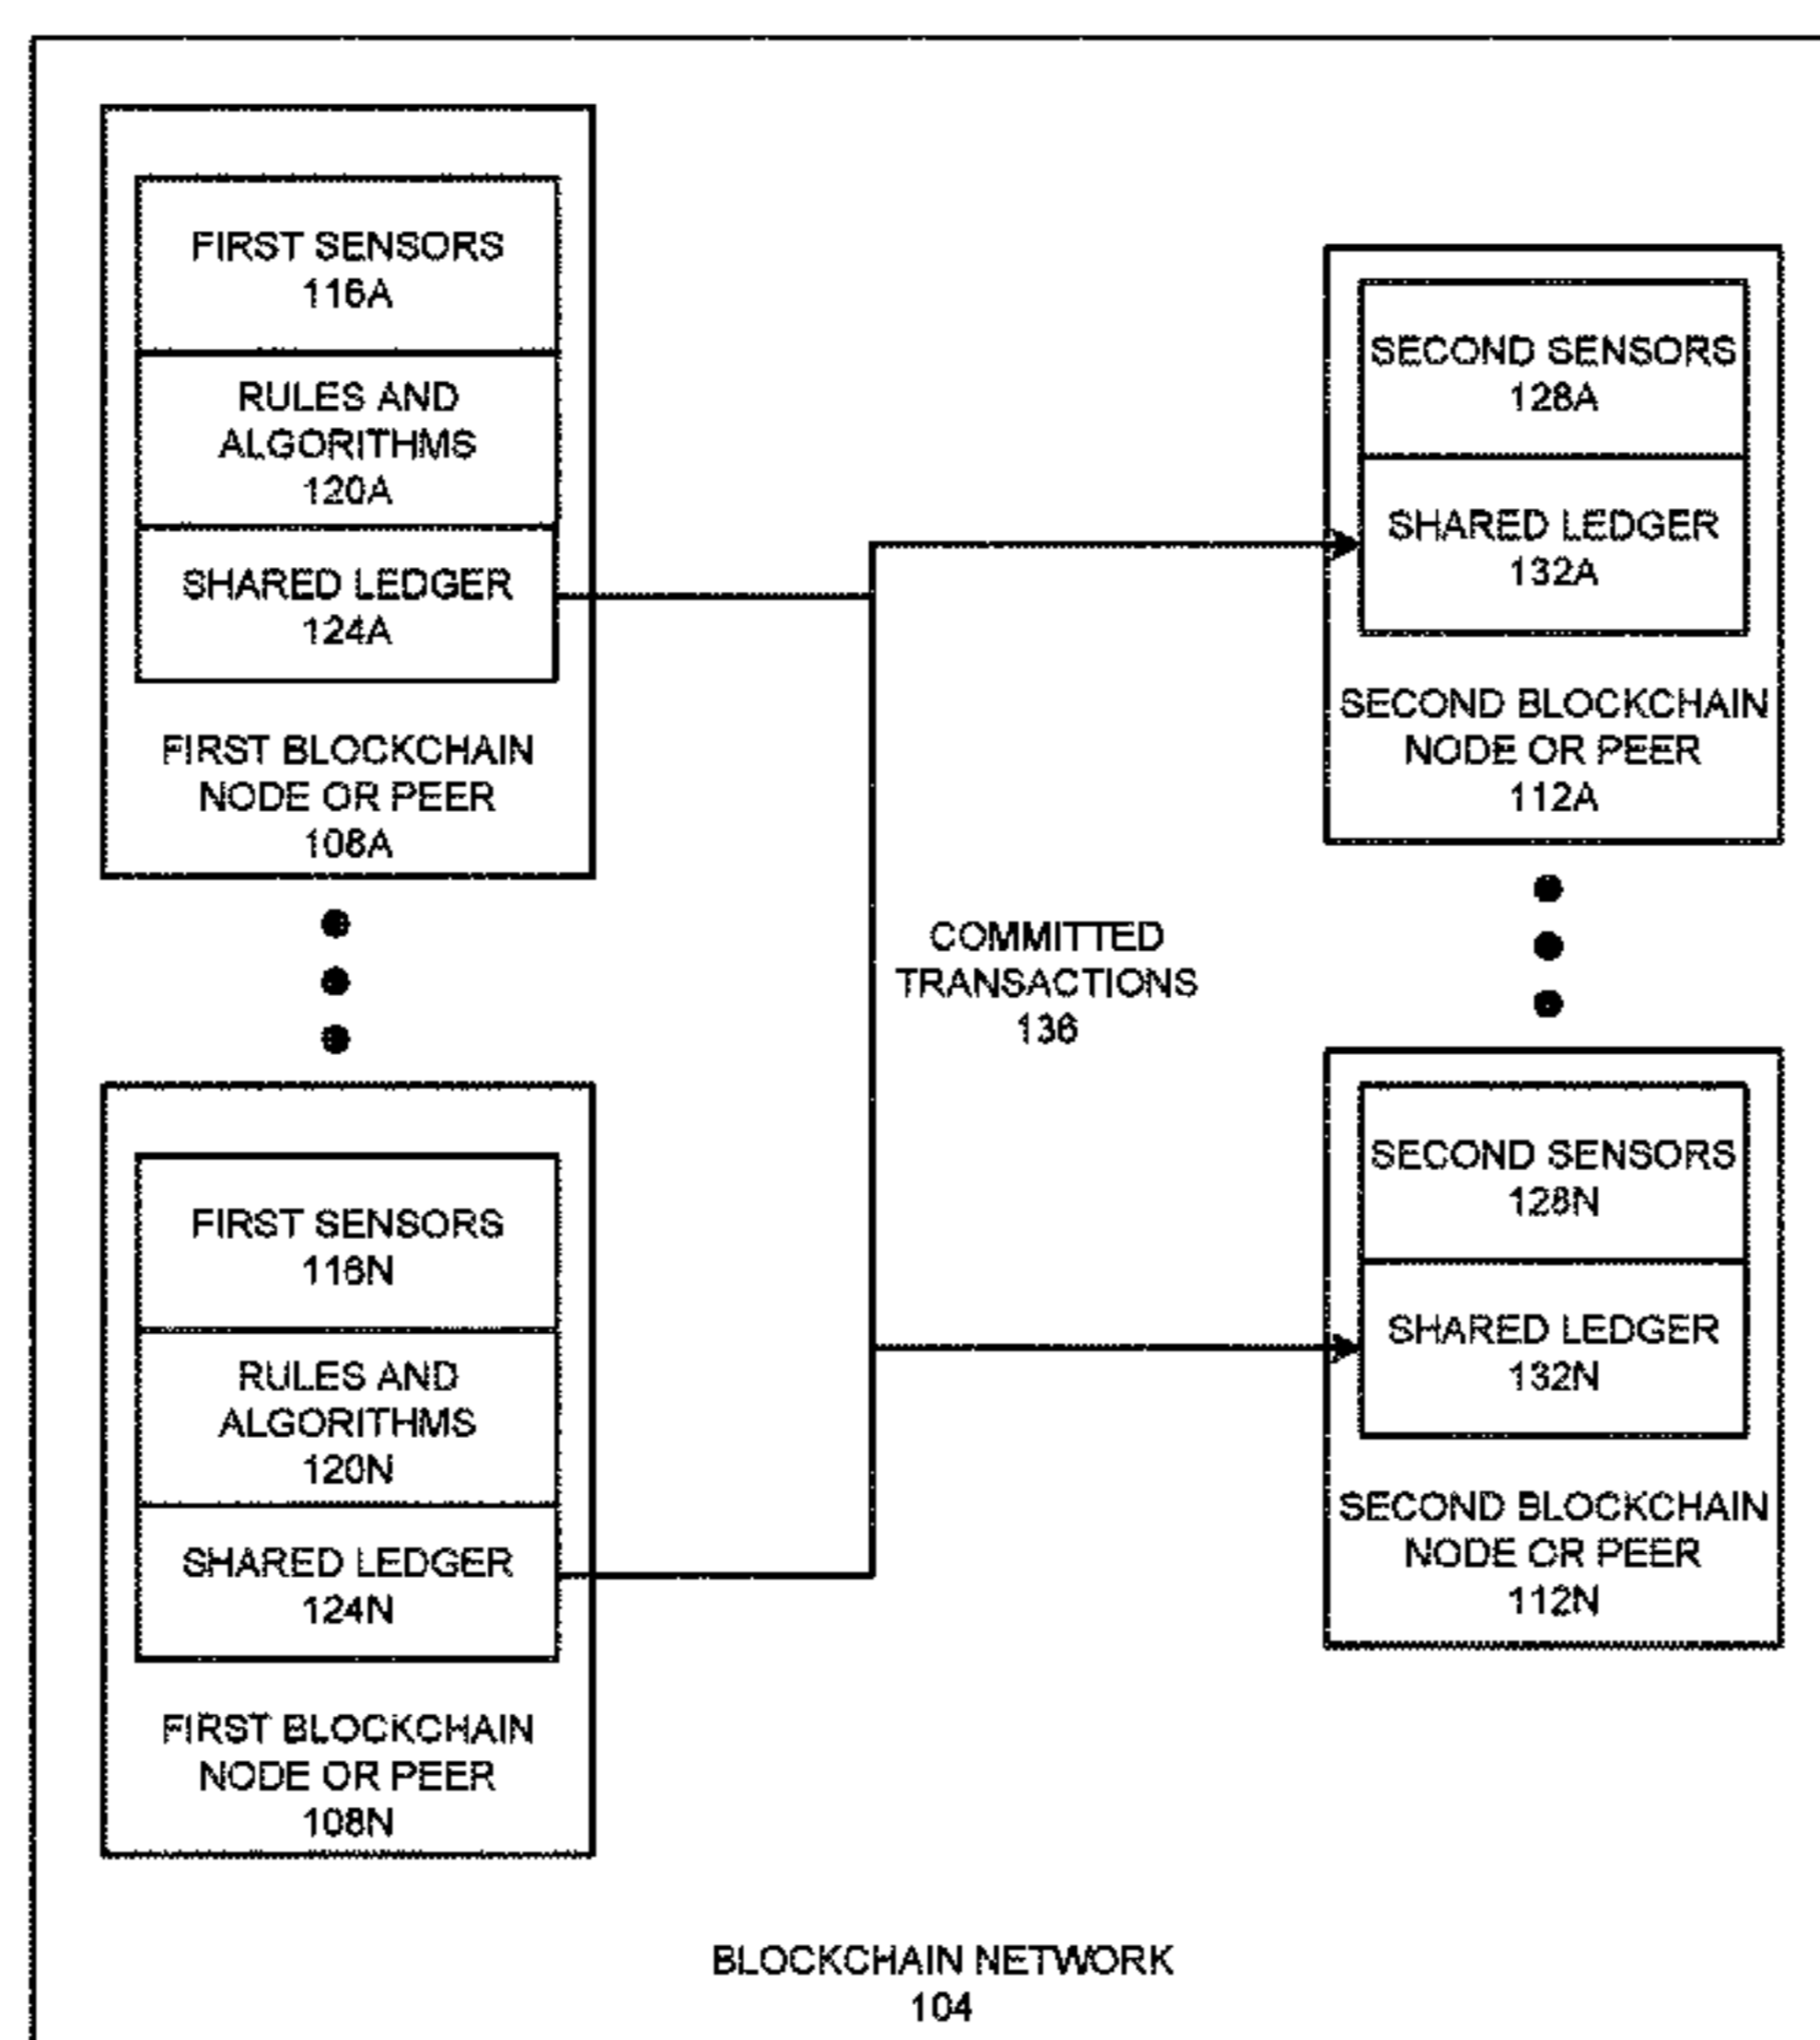 FIRST SENSORS
116A
RULES AND
ALGORITHMS
120A
SHARED LEDGER
124A
FIRST BLOCKCHAIN
NODE OR PEER
108A
FIRST SENSORS
116N
RULES AND
ALGORITHMS
120N
SHARED LEDGER
124N
FIRST BLOCKCHAIN
NODE OR PEER
108N
COMMITTED
TRANSACTIONS
136
SECOND SENSORS
128A
SHARED LEDGER
132A
SECOND BLOCKCHAIN
NODE OR PEER
112A
SECOND SENSORS
128N
SHARED LEDGER
132N
SECOND BLOCKCHAIN
NODE OR PEER
112N
BLOCKCHAIN NETWORK
104